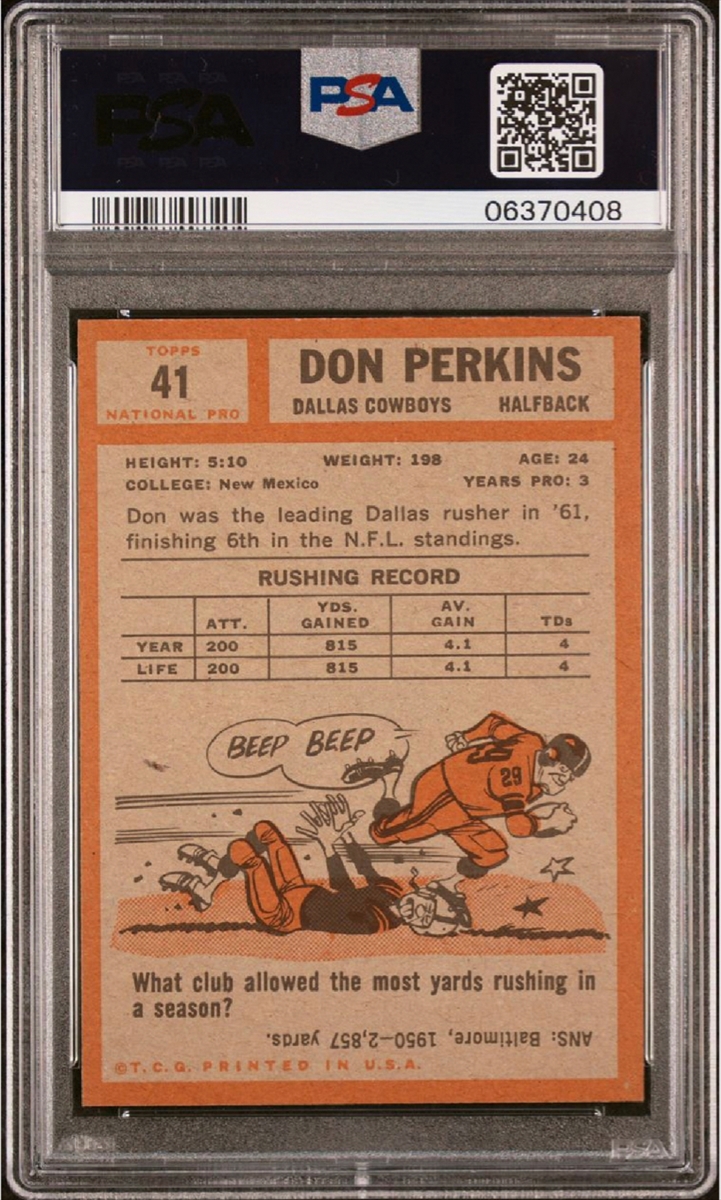 PSA
PSA
06370408
TOPPS
41
NATIONAL PRO
DON PERKINS
DALLAS COWBOYS HALFBACK
HEIGHT: 5:10 WEIGHT: 198 AGE: 24
COLLEGE: New Mexico YEARS PRO: 3
Don was the leading Dallas rusher in '61,
finishing 6th in the N.F.L. standings.
RUSHING RECORD
ATT. YDS. GAINED AV. GAIN TDs
YEAR 200 815 4.1 4
LIFE 200 815 4.1 4
BEEP BEEP
29
29
What club allowed the most yards rushing in
a season?
ANS: Baltimore, 1950–2,857 yards.
©T.C.G. PRINTED IN U.S.A.
PSA